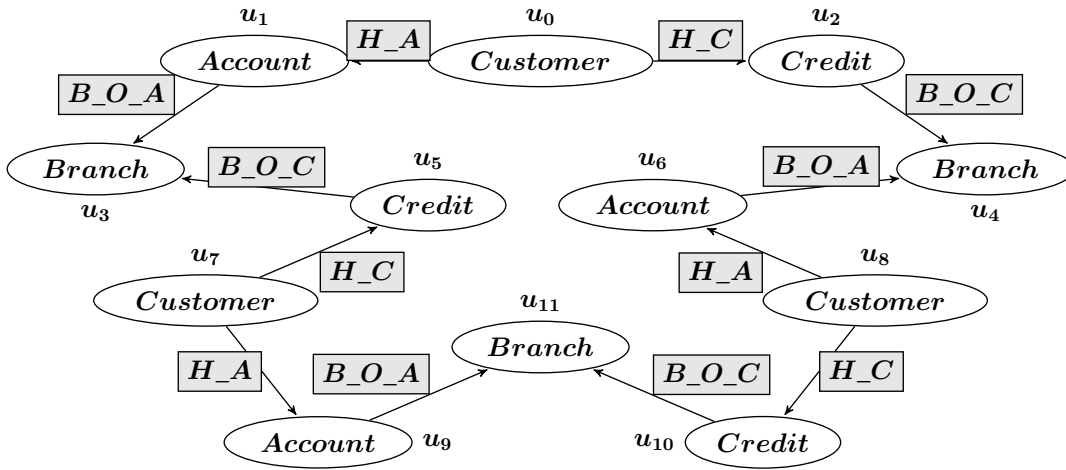 u1 u0 u2
H_A H_C
Account Customer Credit
B_O_A B_O_C
Branch B_O_C u5 u6 B_O_A Branch
u3 Credit Account u4
u7 H_C H_A u8
Customer u11 Customer
Branch
H_A B_O_A B_O_C H_C
Account u9 u10 Credit